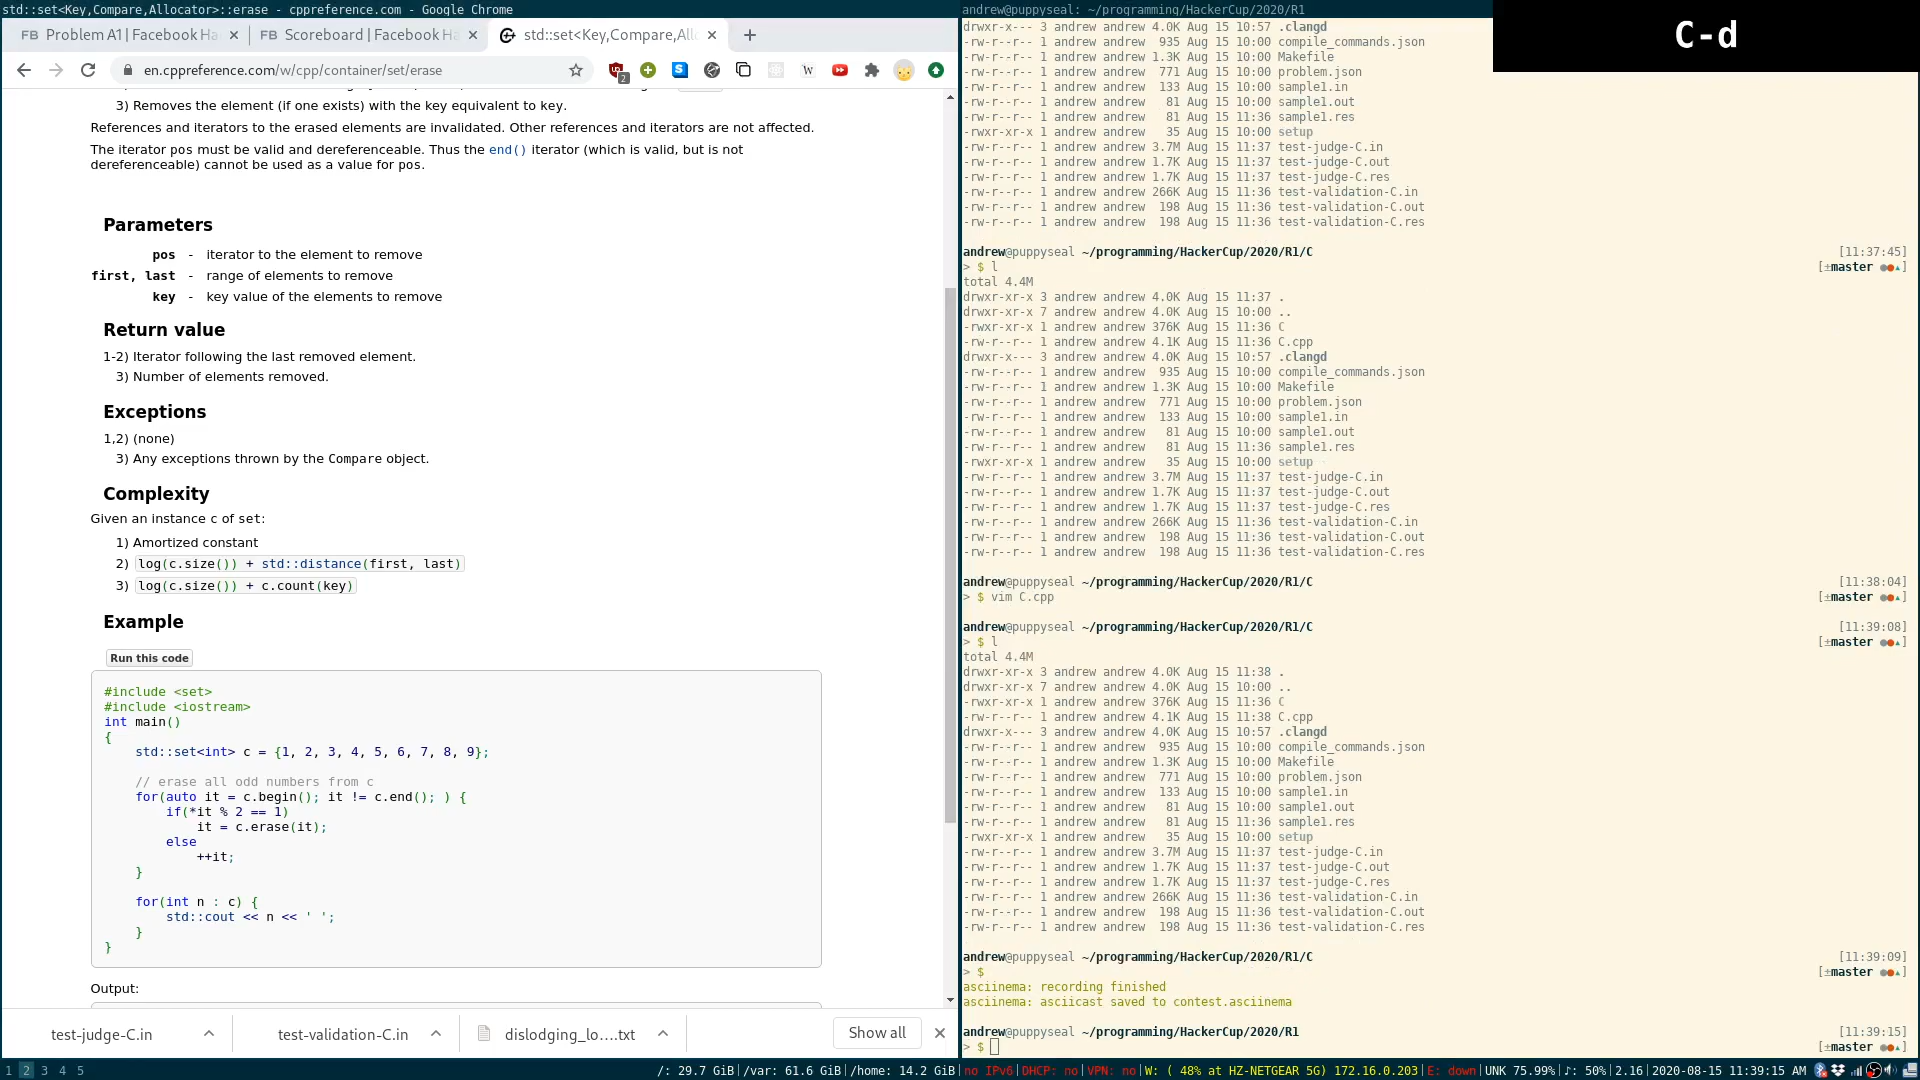 std::set<Key,Compare,Allocator>::erase - cppreference.com - Google Chrome
FB Problem A1 | Facebook Ha
FB Scoreboard | Facebook H
std::set<Key,Compare,Allo
en.cppreference.com/w/cpp/container/set/erase
3) Removes the element (if one exists) with the key equivalent to key.
References and iterators to the erased elements are invalidated. Other references and iterators are not affected.
The iterator pos must be valid and dereferenceable. Thus the end() iterator (which is valid, but is not
dereferenceable) cannot be used as a value for pos.
Parameters
pos - iterator to the element to remove
first, last - range of elements to remove
key - key value of the elements to remove
Return value
1-2) Iterator following the last removed element.
3) Number of elements removed.
Exceptions
1,2) (none)
3) Any exceptions thrown by the Compare object.
Complexity
Given an instance c of set:
1) Amortized constant
2) log(c.size()) + std::distance(first, last)
3) log(c.size()) + c.count(key)
Example
Run this code
#include <set>
#include <iostream>
int main()
{
std::set<int> c = {1, 2, 3, 4, 5, 6, 7, 8, 9};
// erase all odd numbers from c
for(auto it = c.begin(); it != c.end(); ) {
if(*it % 2 == 1)
it = c.erase(it);
else
++it;
}
for(int n : c) {
std::cout << n << ' ';
}
}
Output:
test-judge-C.in
test-validation-C.in
dislodging_lo....txt
Show all
andrew@puppyseal: ~/programming/HackerCup/2020/R1
C-d
drwxr-x--- 3 andrew andrew 4.0K Aug 15 10:57 .clangd
-rw-r--r-- 1 andrew andrew 935 Aug 15 10:00 compile_commands.json
-rw-r--r-- 1 andrew andrew 1.3K Aug 15 10:00 Makefile
-rw-r--r-- 1 andrew andrew 771 Aug 15 10:00 problem.json
-rw-r--r-- 1 andrew andrew 133 Aug 15 10:00 sample1.in
-rw-r--r-- 1 andrew andrew 81 Aug 15 10:00 sample1.out
-rw-r--r-- 1 andrew andrew 81 Aug 15 11:36 sample1.res
-rwxr-xr-x 1 andrew andrew 35 Aug 15 10:00 setup
-rw-r--r-- 1 andrew andrew 3.7M Aug 15 11:37 test-judge-C.in
-rw-r--r-- 1 andrew andrew 1.7K Aug 15 11:37 test-judge-C.out
-rw-r--r-- 1 andrew andrew 1.7K Aug 15 11:37 test-judge-C.res
-rw-r--r-- 1 andrew andrew 266K Aug 15 11:36 test-validation-C.in
-rw-r--r-- 1 andrew andrew 198 Aug 15 11:36 test-validation-C.out
-rw-r--r-- 1 andrew andrew 198 Aug 15 11:36 test-validation-C.res
andrew@puppyseal ~/programming/HackerCup/2020/R1/C [11:37:45]
> $ l [±master ●●▴]
total 4.4M
drwxr-xr-x 3 andrew andrew 4.0K Aug 15 11:37 .
drwxr-xr-x 7 andrew andrew 4.0K Aug 15 10:00 ..
-rwxr-xr-x 1 andrew andrew 376K Aug 15 11:36 C
-rw-r--r-- 1 andrew andrew 4.1K Aug 15 11:36 C.cpp
drwxr-x--- 3 andrew andrew 4.0K Aug 15 10:57 .clangd
-rw-r--r-- 1 andrew andrew 935 Aug 15 10:00 compile_commands.json
-rw-r--r-- 1 andrew andrew 1.3K Aug 15 10:00 Makefile
-rw-r--r-- 1 andrew andrew 771 Aug 15 10:00 problem.json
-rw-r--r-- 1 andrew andrew 133 Aug 15 10:00 sample1.in
-rw-r--r-- 1 andrew andrew 81 Aug 15 10:00 sample1.out
-rw-r--r-- 1 andrew andrew 81 Aug 15 11:36 sample1.res
-rwxr-xr-x 1 andrew andrew 35 Aug 15 10:00 setup
-rw-r--r-- 1 andrew andrew 3.7M Aug 15 11:37 test-judge-C.in
-rw-r--r-- 1 andrew andrew 1.7K Aug 15 11:37 test-judge-C.out
-rw-r--r-- 1 andrew andrew 1.7K Aug 15 11:37 test-judge-C.res
-rw-r--r-- 1 andrew andrew 266K Aug 15 11:36 test-validation-C.in
-rw-r--r-- 1 andrew andrew 198 Aug 15 11:36 test-validation-C.out
-rw-r--r-- 1 andrew andrew 198 Aug 15 11:36 test-validation-C.res
andrew@puppyseal ~/programming/HackerCup/2020/R1/C [11:38:04]
> $ vim C.cpp [±master ●●▴]
andrew@puppyseal ~/programming/HackerCup/2020/R1/C [11:39:08]
> $ l [±master ●●▴]
total 4.4M
drwxr-xr-x 3 andrew andrew 4.0K Aug 15 11:38 .
drwxr-xr-x 7 andrew andrew 4.0K Aug 15 10:00 ..
-rwxr-xr-x 1 andrew andrew 376K Aug 15 11:36 C
-rw-r--r-- 1 andrew andrew 4.1K Aug 15 11:38 C.cpp
drwxr-x--- 3 andrew andrew 4.0K Aug 15 10:57 .clangd
-rw-r--r-- 1 andrew andrew 935 Aug 15 10:00 compile_commands.json
-rw-r--r-- 1 andrew andrew 1.3K Aug 15 10:00 Makefile
-rw-r--r-- 1 andrew andrew 771 Aug 15 10:00 problem.json
-rw-r--r-- 1 andrew andrew 133 Aug 15 10:00 sample1.in
-rw-r--r-- 1 andrew andrew 81 Aug 15 10:00 sample1.out
-rw-r--r-- 1 andrew andrew 81 Aug 15 11:36 sample1.res
-rwxr-xr-x 1 andrew andrew 35 Aug 15 10:00 setup
-rw-r--r-- 1 andrew andrew 3.7M Aug 15 11:37 test-judge-C.in
-rw-r--r-- 1 andrew andrew 1.7K Aug 15 11:37 test-judge-C.out
-rw-r--r-- 1 andrew andrew 1.7K Aug 15 11:37 test-judge-C.res
-rw-r--r-- 1 andrew andrew 266K Aug 15 11:36 test-validation-C.in
-rw-r--r-- 1 andrew andrew 198 Aug 15 11:36 test-validation-C.out
-rw-r--r-- 1 andrew andrew 198 Aug 15 11:36 test-validation-C.res
andrew@puppyseal ~/programming/HackerCup/2020/R1/C [11:39:09]
> $ [±master ●●▴]
asciinema: recording finished
asciinema: asciicast saved to contest.asciinema
andrew@puppyseal ~/programming/HackerCup/2020/R1 [11:39:15]
> $ [±master ●●▴]
1 2 3 4 5 /: 29.7 GiB|/var: 61.6 GiB|/home: 14.2 GiB|no IPv6|DHCP: no|VPN: no|W: ( 48% at HZ-NETGEAR 5G) 172.16.0.203|E: down|UNK 75.99%|♪: 50%|2.16|2020-08-15 11:39:15 AM